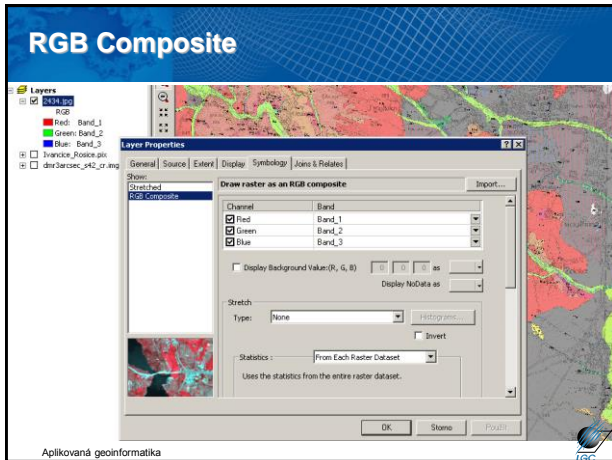 RGB Composite
Layers
2434.jpg
RGB
Red: Band_1
Green: Band_2
Blue: Band_3
Ivancice_Rosice.pix
dmr3arcsec_s42_cr.img
Layer Properties
General Source Extent Display Symbology Joins & Relates
Show:
Stretched
RGB Composite
Draw raster as an RGB composite Import...
Channel Band
Red Band_1
Green Band_2
Blue Band_3
Display Background Value:(R, G, B) 0 0 0 as
Display NoData as
Stretch
Type: None Histograms...
Invert
Statistics : From Each Raster Dataset
Uses the statistics from the entire raster dataset.
OK Storno Použít
Aplikovaná geoinformatika
LGC